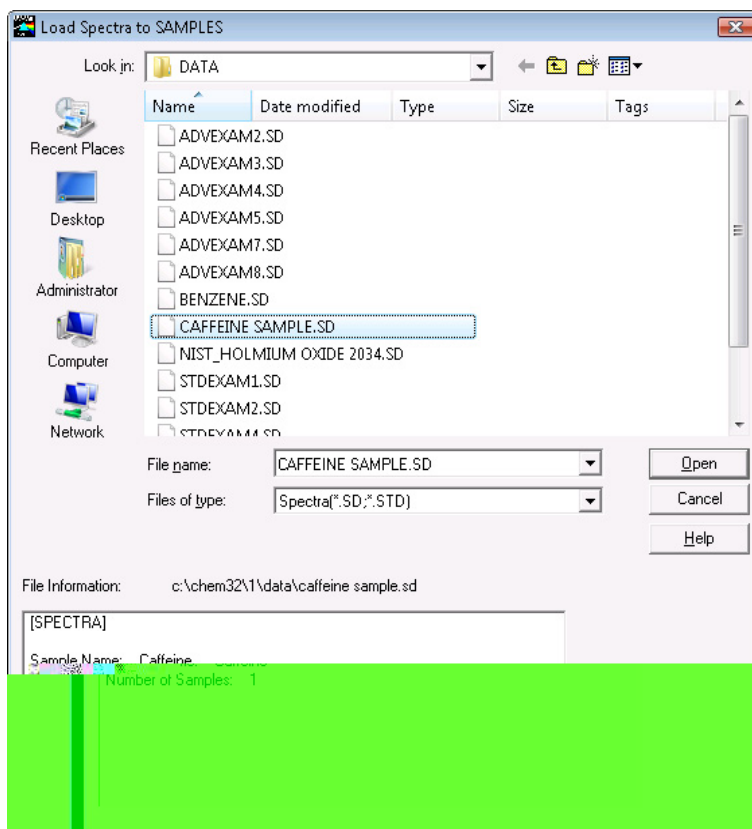 Load Spectra to SAMPLES
Look in: DATA
Recent Places
Desktop
Administrator
Computer
Network
Name Date modified Type Size Tags
ADVEXAM2.SD
ADVEXAM3.SD
ADVEXAM4.SD
ADVEXAM5.SD
ADVEXAM7.SD
ADVEXAM8.SD
BENZENE.SD
CAFFEINE SAMPLE.SD
NIST_HOLMIUM OXIDE 2034.SD
STDEXAM1.SD
STDEXAM2.SD
STDEXAM4.SD
File name: CAFFEINE SAMPLE.SD Open
Files of type: Spectra(*.SD;*.STD) Cancel
Help
File Information: c:\chem32\1\data\caffeine sample.sd
[SPECTRA]
Sample Name: Caffeine
Number of Samples: 1